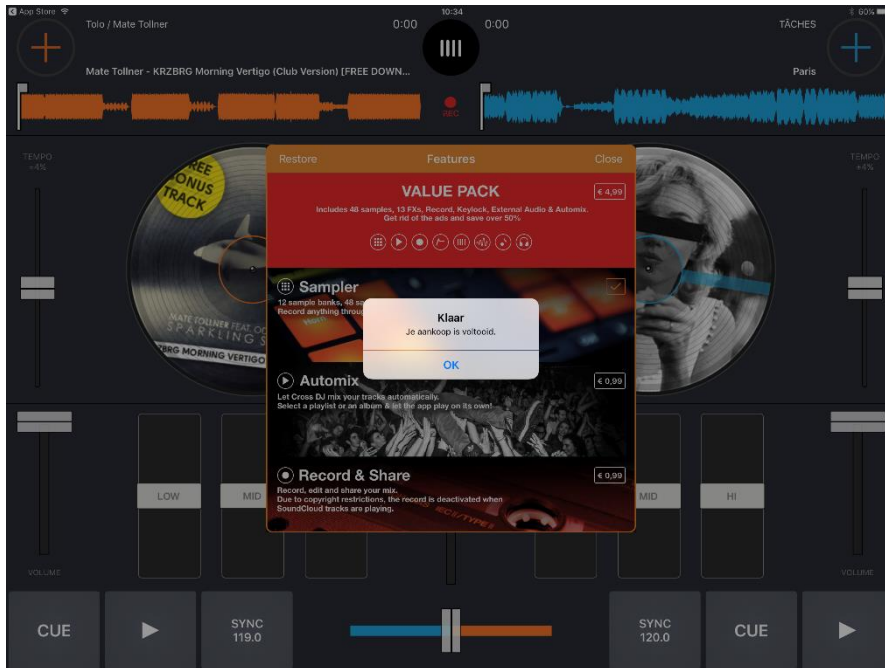 App Store
10:34
60%
Tolo / Mate Tollner
0:00
0:00
TÂCHES
Mate Tollner - KRZBRG Morning Vertigo (Club Version) [FREE DOWN...
Paris
REC
TEMPO
+4%
TEMPO
+4%
FREE
BONUS
TRACK
MATE TOLLNER FEAT.
SPARKLING S
ZBRG MORNING VERTIGO
Restore
Features
Close
VALUE PACK
€ 4,99
Includes 48 samples, 13 FXs, Record, Keylock, External Audio & Automix.
Get rid of the ads and save over 50%
Sampler
12 sample banks, 48 sa
Record anything throug
Horn
Klaar
Je aankoop is voltooid.
OK
Automix
€ 0,99
Let Cross DJ mix your tracks automatically.
Select a playlist or an album & let the app play on its own!
Record & Share
€ 0,99
Record, edit and share your mix.
Due to copyright restrictions, the record is deactivated when
SoundCloud tracks are playing.
IEC II/TYPE II
LOW
MID
MID
HI
VOLUME
VOLUME
CUE
SYNC
119.0
SYNC
120.0
CUE